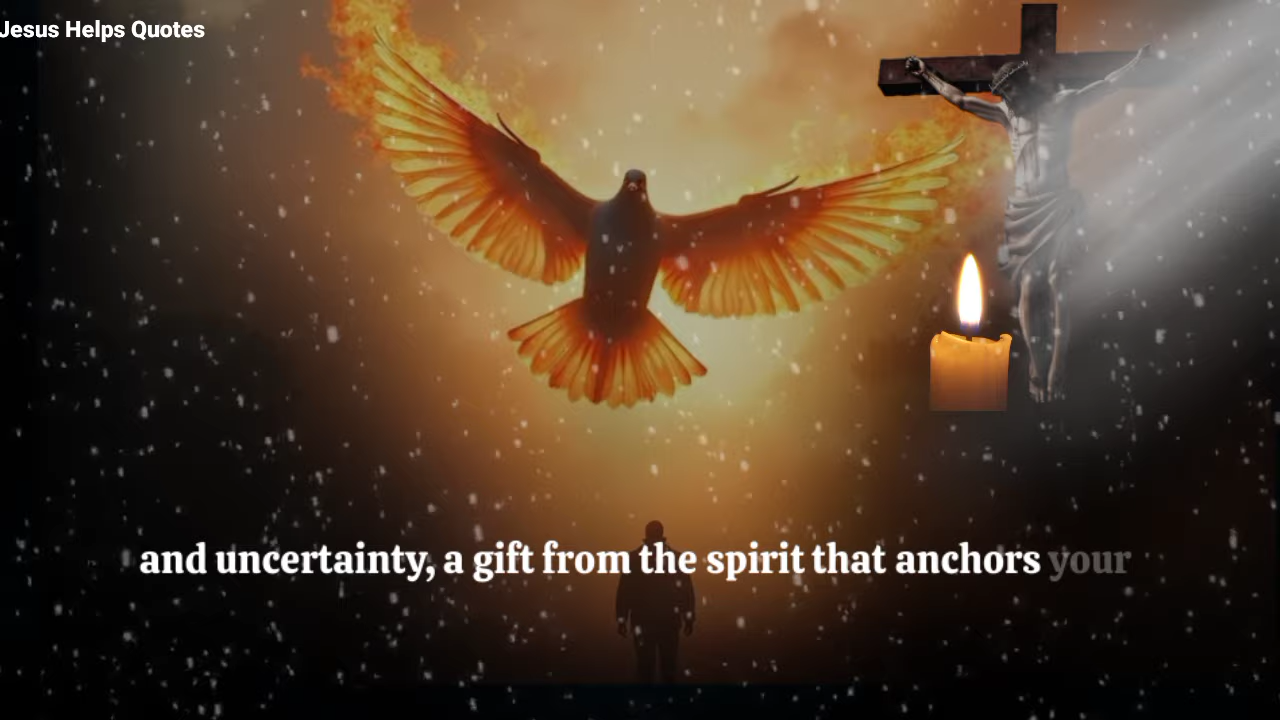 Jesus Helps Quotes
and uncertainty, a gift from the spirit that anchors your